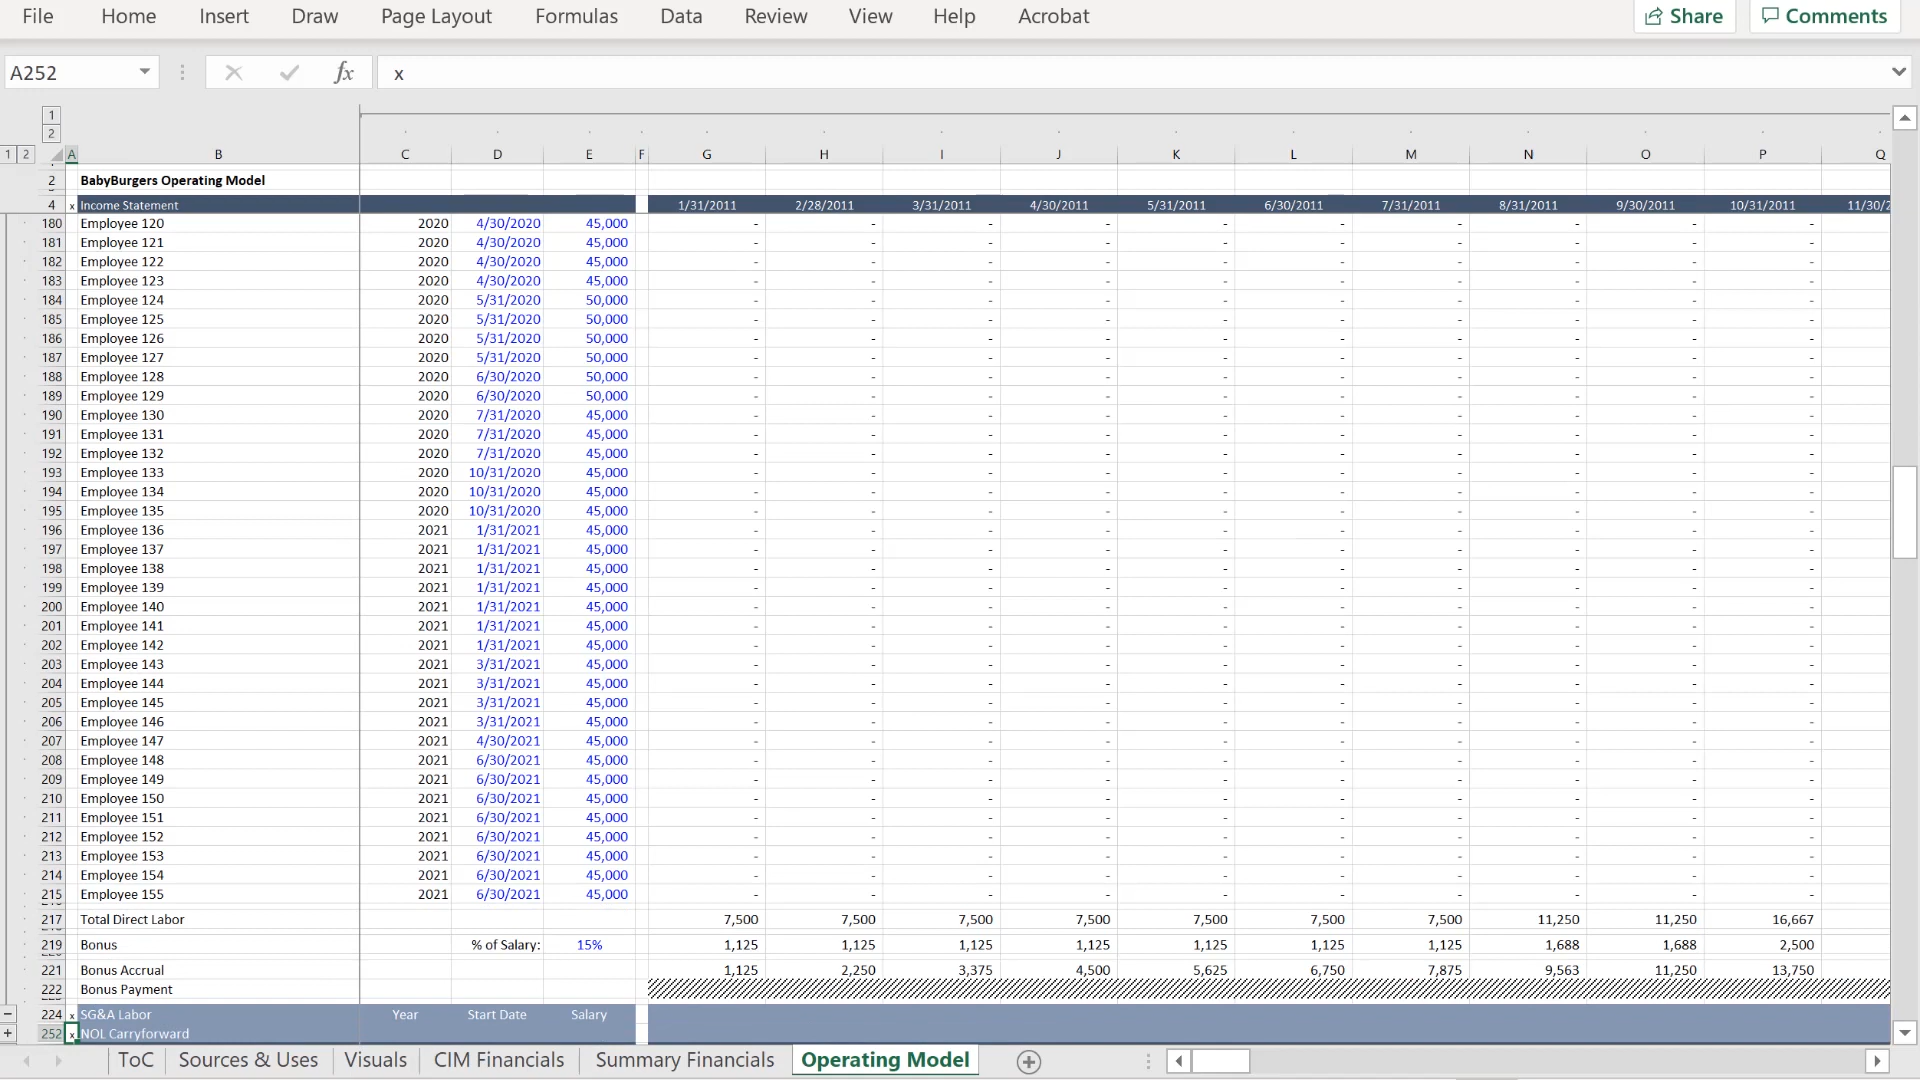 File Home Insert Draw Page Layout Formulas Data Review View Help Acrobat Share Comments
A252 fx x
1
2
1 2 A B C D E F G H I J K L M N O P Q
2 BabyBurgers Operating Model
4 x Income Statement 1/31/2011 2/28/2011 3/31/2011 4/30/2011 5/31/2011 6/30/2011 7/31/2011 8/31/2011 9/30/2011 10/31/2011 11/30/2
180 Employee 120 2020 4/30/2020 45,000 - - - - - - - - - -
181 Employee 121 2020 4/30/2020 45,000 - - - - - - - - - -
182 Employee 122 2020 4/30/2020 45,000 - - - - - - - - - -
183 Employee 123 2020 4/30/2020 45,000 - - - - - - - - - -
184 Employee 124 2020 5/31/2020 50,000 - - - - - - - - - -
185 Employee 125 2020 5/31/2020 50,000 - - - - - - - - - -
186 Employee 126 2020 5/31/2020 50,000 - - - - - - - - - -
187 Employee 127 2020 5/31/2020 50,000 - - - - - - - - - -
188 Employee 128 2020 6/30/2020 50,000 - - - - - - - - - -
189 Employee 129 2020 6/30/2020 50,000 - - - - - - - - - -
190 Employee 130 2020 7/31/2020 45,000 - - - - - - - - - -
191 Employee 131 2020 7/31/2020 45,000 - - - - - - - - - -
192 Employee 132 2020 7/31/2020 45,000 - - - - - - - - - -
193 Employee 133 2020 10/31/2020 45,000 - - - - - - - - - -
194 Employee 134 2020 10/31/2020 45,000 - - - - - - - - - -
195 Employee 135 2020 10/31/2020 45,000 - - - - - - - - - -
196 Employee 136 2021 1/31/2021 45,000 - - - - - - - - - -
197 Employee 137 2021 1/31/2021 45,000 - - - - - - - - - -
198 Employee 138 2021 1/31/2021 45,000 - - - - - - - - - -
199 Employee 139 2021 1/31/2021 45,000 - - - - - - - - - -
200 Employee 140 2021 1/31/2021 45,000 - - - - - - - - - -
201 Employee 141 2021 1/31/2021 45,000 - - - - - - - - - -
202 Employee 142 2021 1/31/2021 45,000 - - - - - - - - - -
203 Employee 143 2021 3/31/2021 45,000 - - - - - - - - - -
204 Employee 144 2021 3/31/2021 45,000 - - - - - - - - - -
205 Employee 145 2021 3/31/2021 45,000 - - - - - - - - - -
206 Employee 146 2021 3/31/2021 45,000 - - - - - - - - - -
207 Employee 147 2021 4/30/2021 45,000 - - - - - - - - - -
208 Employee 148 2021 6/30/2021 45,000 - - - - - - - - - -
209 Employee 149 2021 6/30/2021 45,000 - - - - - - - - - -
210 Employee 150 2021 6/30/2021 45,000 - - - - - - - - - -
211 Employee 151 2021 6/30/2021 45,000 - - - - - - - - - -
212 Employee 152 2021 6/30/2021 45,000 - - - - - - - - - -
213 Employee 153 2021 6/30/2021 45,000 - - - - - - - - - -
214 Employee 154 2021 6/30/2021 45,000 - - - - - - - - - -
215 Employee 155 2021 6/30/2021 45,000 - - - - - - - - - -
217 Total Direct Labor 7,500 7,500 7,500 7,500 7,500 7,500 7,500 11,250 11,250 16,667
219 Bonus % of Salary: 15% 1,125 1,125 1,125 1,125 1,125 1,125 1,125 1,688 1,688 2,500
221 Bonus Accrual 1,125 2,250 3,375 4,500 5,625 6,750 7,875 9,563 11,250 13,750
222 Bonus Payment
224 x SG&A Labor Year Start Date Salary
252 x NOL Carryforward
ToC Sources & Uses Visuals CIM Financials Summary Financials Operating Model